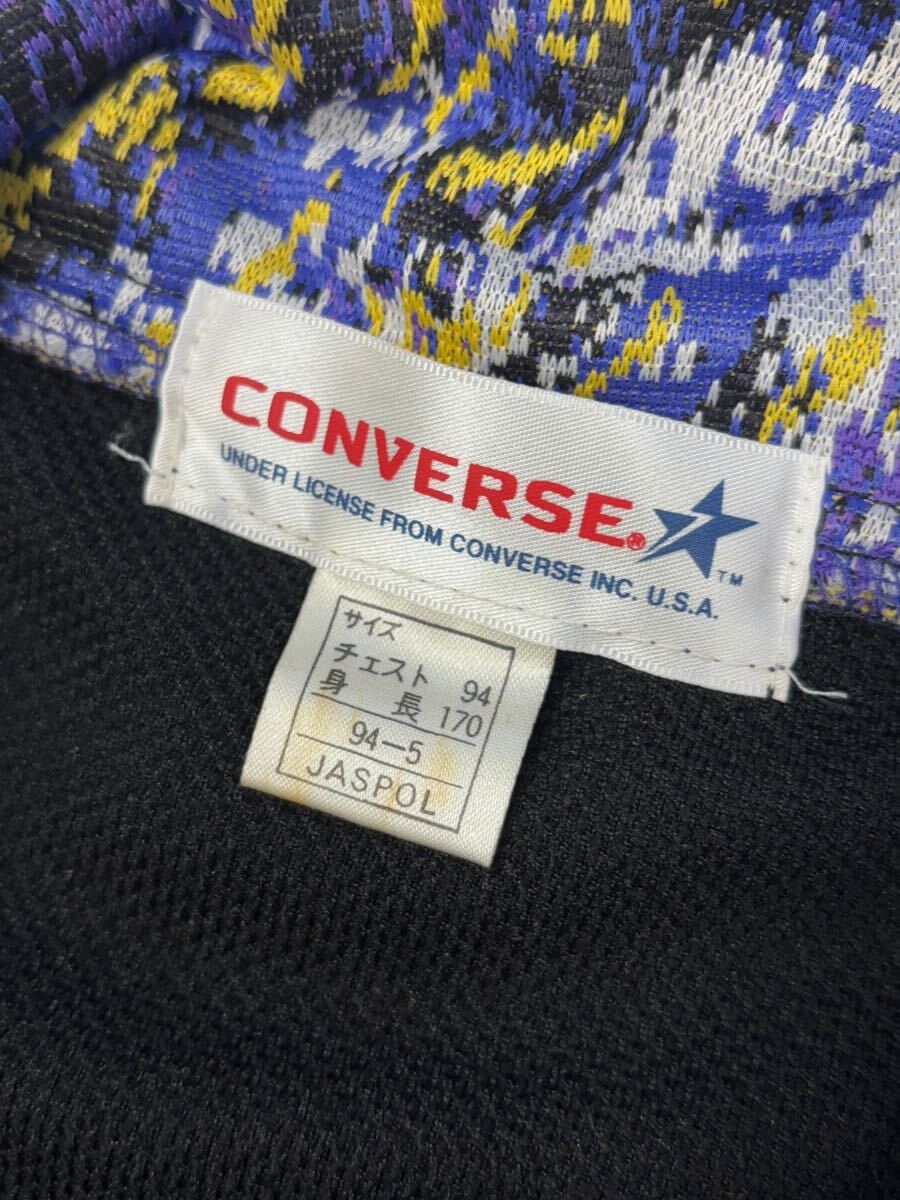 CONVERSE®
UNDER LICENSE FROM CONVERSE INC. U.S.A.
TM
サイズ
チェスト 94
身長 170
94-5
JASPOL